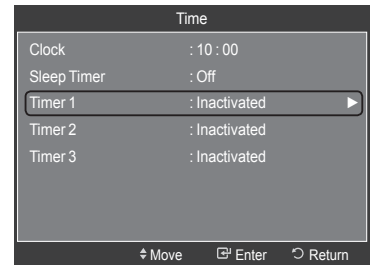 Time
Clock : 10 : 00
Sleep Timer : Off
Timer 1 : Inactivated ►
Timer 2 : Inactivated
Timer 3 : Inactivated
Move Enter Return